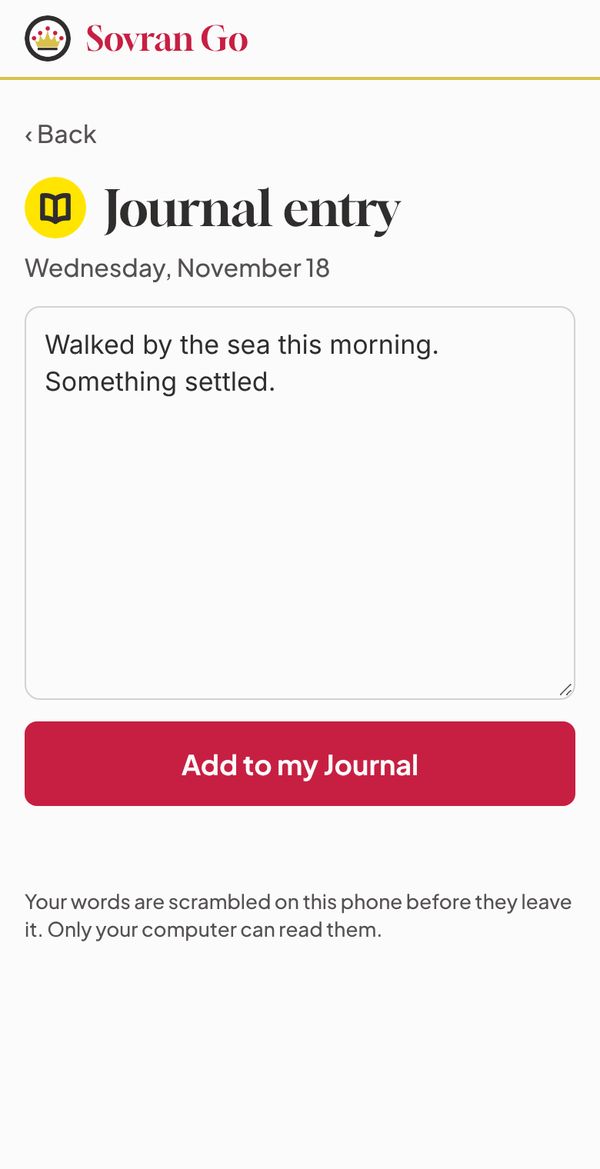 Sovran Go
‹ Back
Journal entry
Wednesday, November 18
Walked by the sea this morning.
Something settled.
Add to my Journal
Your words are scrambled on this phone before they leave
it. Only your computer can read them.